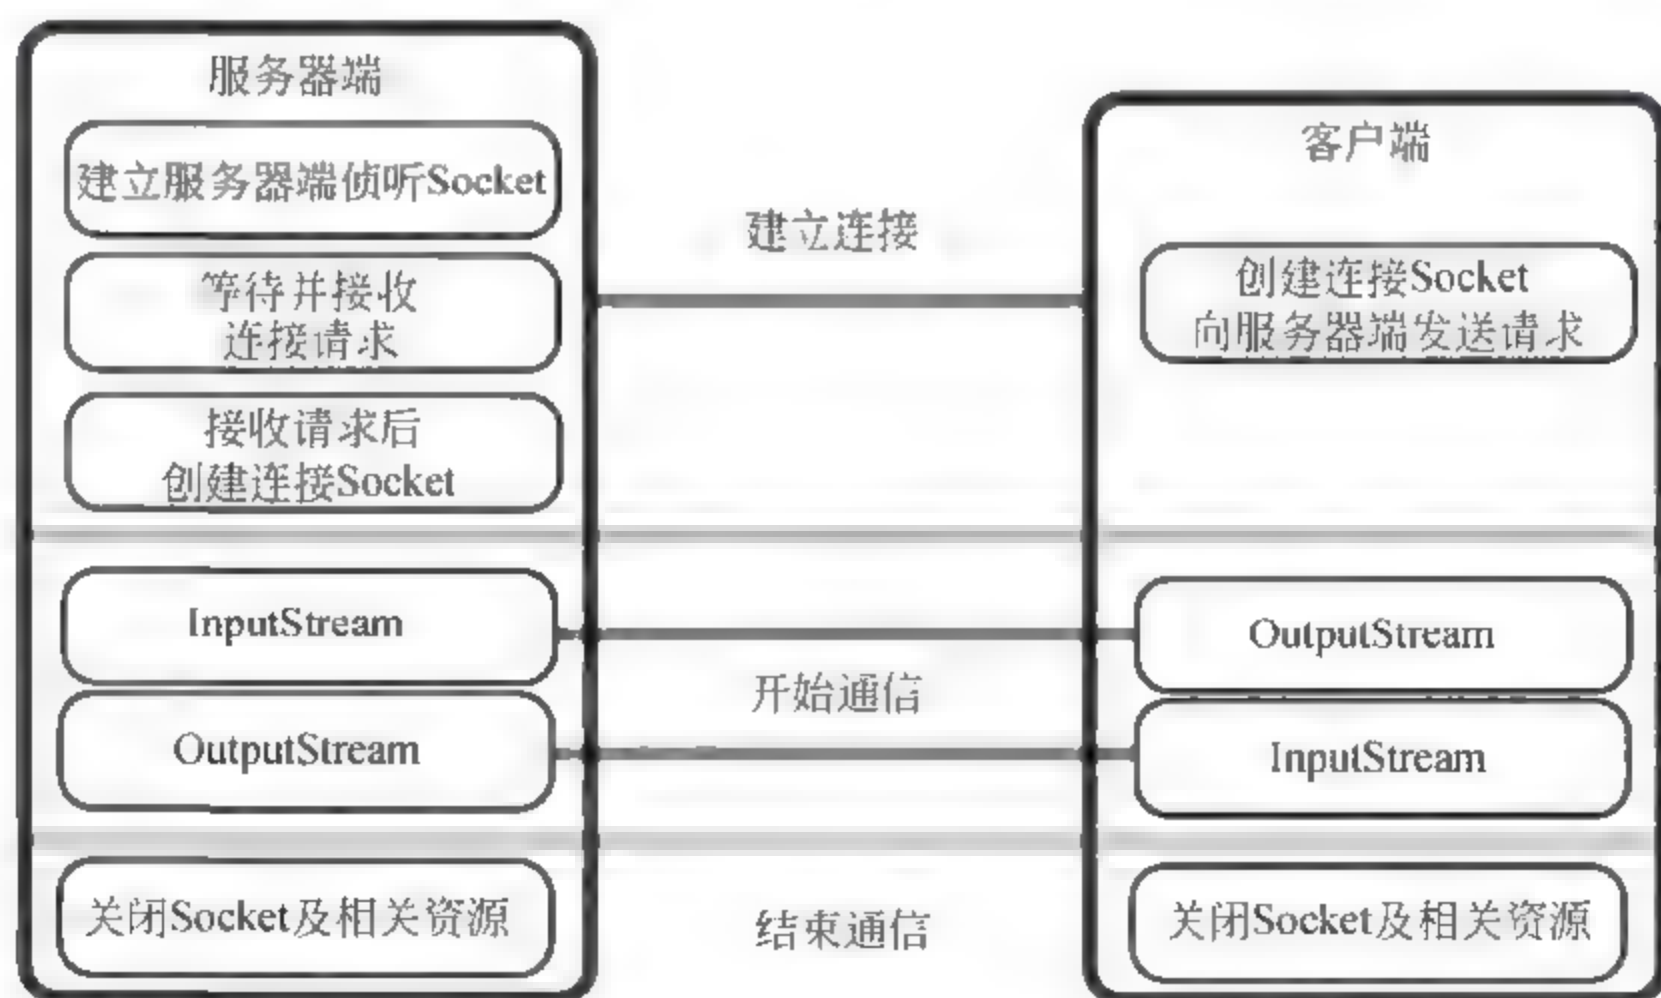 服务器端
建立服务器端侦听Socket
等待并接收
连接请求
接收请求后
创建连接Socket
建立连接
客户端
创建连接Socket
向服务器端发送请求
InputStream
OutputStream
开始通信
OutputStream
InputStream
关闭Socket及相关资源
结束通信
关闭Socket及相关资源